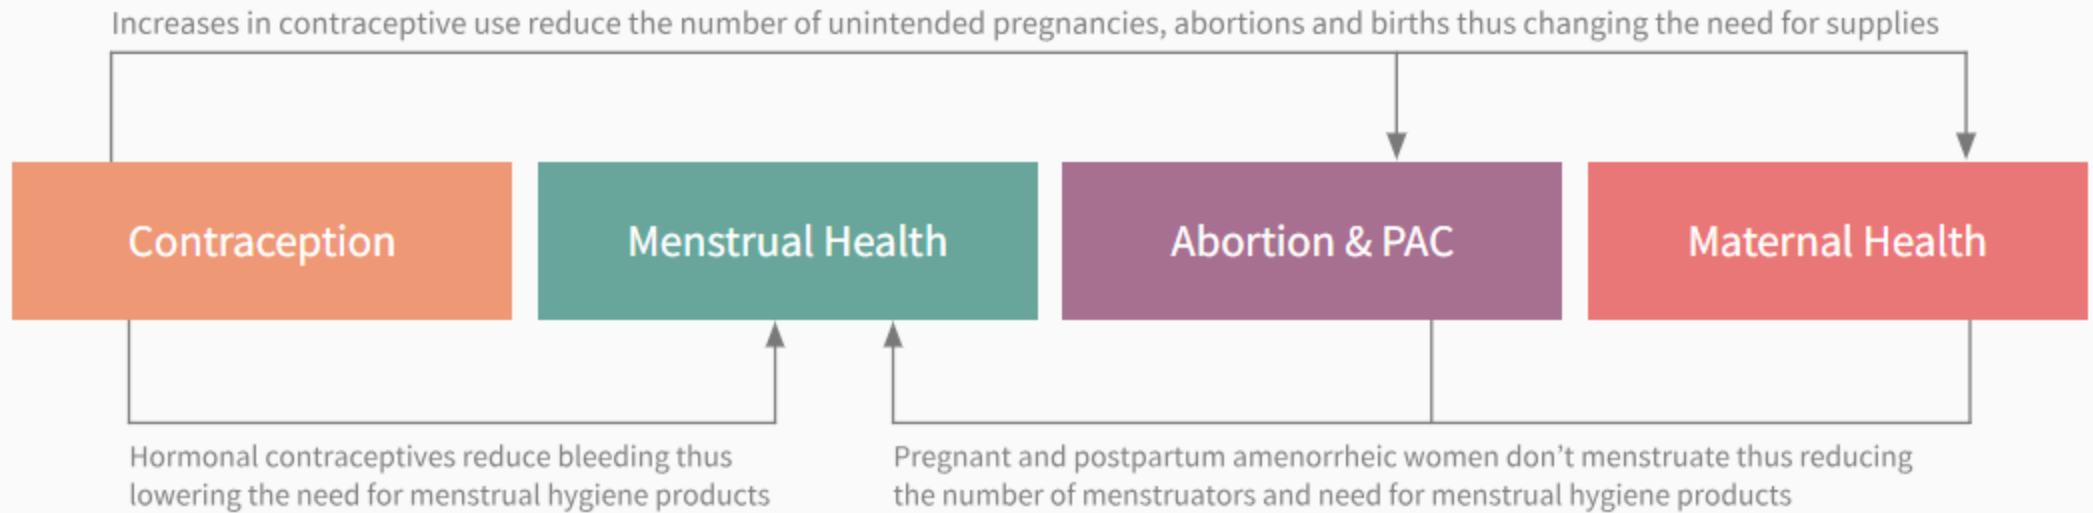 Increases in contraceptive use reduce the number of unintended pregnancies, abortions and births thus changing the need for supplies
Contraception
Menstrual Health
Abortion & PAC
Maternal Health
Hormonal contraceptives reduce bleeding thus
lowering the need for menstrual hygiene products
Pregnant and postpartum amenorrheic women don’t menstruate thus reducing
the number of menstruators and need for menstrual hygiene products